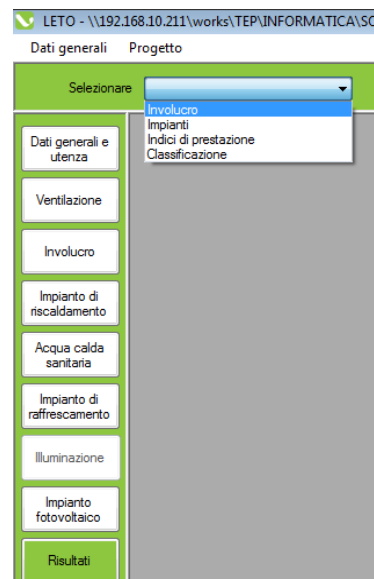 LETO - \\192.168.10.211\works\TEP\INFORMATICA\SC
Dati generali Progetto
Selezionare
Involucro
Impianti
Indici di prestazione
Classificazione
Dati generali e
utenza
Ventilazione
Involucro
Impianto di
riscaldamento
Acqua calda
sanitaria
Impianto di
raffrescamento
Illuminazione
Impianto
fotovoltaico
Risultati